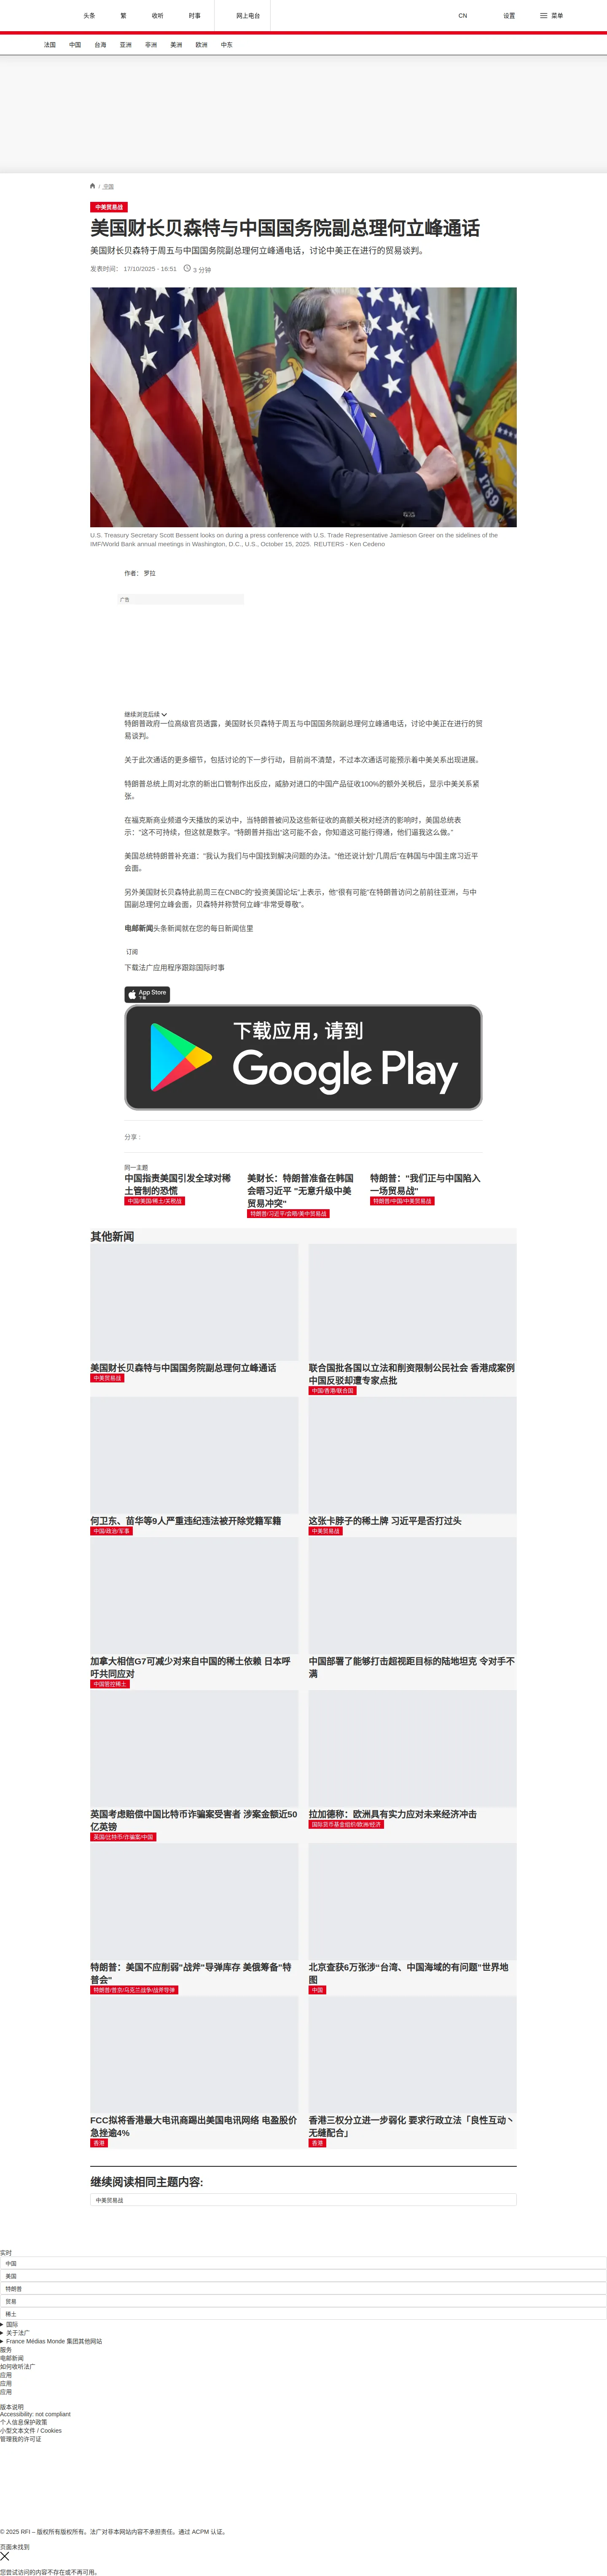 头条
繁
收听
时事
网上电台
CN
设置
菜单
法国
中国
台海
亚洲
非洲
美洲
欧洲
中东
/ 中国
中美贸易战
美国财长贝森特与中国国务院副总理何立峰通话
美国财长贝森特于周五与中国国务院副总理何立峰通电话，讨论中美正在进行的贸易谈判。
发表时间： 17/10/2025 - 16:51
3 分钟
1789
U.S. Treasury Secretary Scott Bessent looks on during a press conference with U.S. Trade Representative Jamieson Greer on the sidelines of the
IMF/World Bank annual meetings in Washington, D.C., U.S., October 15, 2025. REUTERS - Ken Cedeno
作者： 罗拉
广告
继续浏览后续
特朗普政府一位高级官员透露，美国财长贝森特于周五与中国国务院副总理何立峰通电话，讨论中美正在进行的贸
易谈判。
关于此次通话的更多细节，包括讨论的下一步行动，目前尚不清楚，不过本次通话可能预示着中美关系出现进展。
特朗普总统上周对北京的新出口管制作出反应，威胁对进口的中国产品征收100%的额外关税后，显示中美关系紧
张。
在福克斯商业频道今天播放的采访中，当特朗普被问及这些新征收的高额关税对经济的影响时，美国总统表
示：“这不可持续，但这就是数字。”特朗普并指出“这可能不会，你知道这可能行得通，他们逼我这么做。”
美国总统特朗普补充道：“我认为我们与中国找到解决问题的办法。”他还说计划“几周后”在韩国与中国主席习近平
会面。
另外美国财长贝森特此前周三在CNBC的“投资美国论坛”上表示，他“很有可能”在特朗普访问之前前往亚洲，与中
国副总理何立峰会面，贝森特并称赞何立峰“非常受尊敬”。
电邮新闻头条新闻就在您的每日新闻信里
订阅
下载法广应用程序跟踪国际时事
App Store
下载
下载应用，请到
Google Play
分享 :
同一主题
中国指责美国引发全球对稀
土管制的恐慌
中国/美国/稀土/关税战
美财长：特朗普准备在韩国
会晤习近平 "无意升级中美
贸易冲突"
特朗普/习近平/会晤/美中贸易战
特朗普："我们正与中国陷入
一场贸易战"
特朗普/中国/中美贸易战
其他新闻
美国财长贝森特与中国国务院副总理何立峰通话
中美贸易战
联合国批各国以立法和削资限制公民社会 香港成案例
中国反驳却遭专家点批
中国/香港/联合国
何卫东、苗华等9人严重违纪违法被开除党籍军籍
中国/政治/军事
这张卡脖子的稀土牌 习近平是否打过头
中美贸易战
加拿大相信G7可减少对来自中国的稀土依赖 日本呼
吁共同应对
中国管控稀土
中国部署了能够打击超视距目标的陆地坦克 令对手不
满
英国考虑赔偿中国比特币诈骗案受害者 涉案金额近50
亿英镑
英国/比特币/诈骗案/中国
拉加德称：欧洲具有实力应对未来经济冲击
国际货币基金组织/欧洲/经济
特朗普：美国不应削弱"战斧"导弹库存 美俄筹备"特
普会"
特朗普/普京/乌克兰战争/战斧导弹
北京查获6万张涉“台湾、中国海域的有问题”世界地
图
中国
FCC拟将香港最大电讯商踢出美国电讯网络 电盈股价
急挫逾4%
香港
香港三权分立进一步弱化 要求行政立法「良性互动丶
无缝配合」
香港
继续阅读相同主题内容:
中美贸易战
实时
中国
美国
特朗普
贸易
稀土
国际
关于法广
France Médias Monde 集团其他网站
服务
电邮新闻
如何收听法广
应用
应用
应用
版本说明
Accessibility: not compliant
个人信息保护政策
小型文本文件 / Cookies
管理我的许可证
© 2025 RFI – 版权所有版权所有。法广对非本网站内容不承担责任。通过 ACPM 认证。
页面未找到
您尝试访问的内容不存在或不再可用。